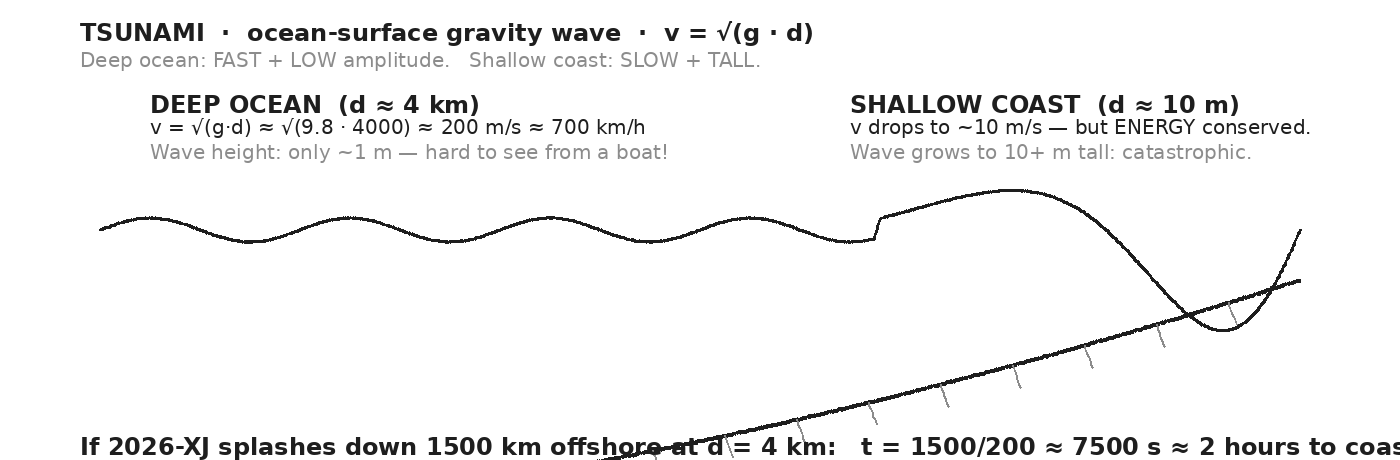 TSUNAMI · ocean-surface gravity wave · v = √(g · d)
Deep ocean: FAST + LOW amplitude. Shallow coast: SLOW + TALL.
DEEP OCEAN (d ≈ 4 km)
v = √(g·d) ≈ √(9.8 · 4000) ≈ 200 m/s ≈ 700 km/h
Wave height: only ~1 m — hard to see from a boat!
SHALLOW COAST (d ≈ 10 m)
v drops to ~10 m/s — but ENERGY conserved.
Wave grows to 10+ m tall: catastrophic.
If 2026-XJ splashes down 1500 km offshore at d = 4 km: t = 1500/200 ≈ 7500 s ≈ 2 hours to